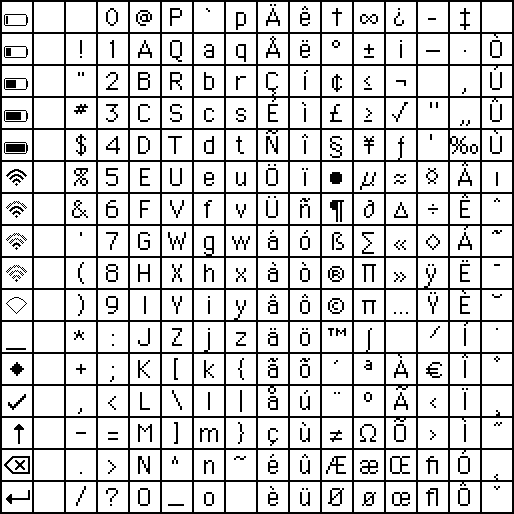 0 @ P ` p Ä ê † ∞ ¿ – ‡
! 1 A Q a q Å ë ° ± ¡ — · Ò
" 2 B R b r Ç í ¢ ≤ ¬ ‚ Ú
# 3 C S c s É ì £ ≥ √ " „ Û
$ 4 D T d t Ñ î § ¥ ƒ ' ‰ Ù
% 5 E U e u Ö ï • µ ≈ ¤ Â ı
& 6 F V f v Ü ñ ¶ ∂ ∆ ÷ Ê ˆ
' 7 G W g w á ó ß ∑ « ◊ Á ˜
( 8 H X h x à ò ® ∏ » ÿ Ë ¯
) 9 I Y i y â ô © π … Ÿ È ˘
* : J Z j z ä ö ™ ∫ ⁄ Í ˙
+ ; K [ k { ã õ ´ ª À € Î ˚
, < L \ l | å ú ¨ º Ã ‹ Ï ¸
- = M ] m } ç ù ≠ Ω Õ › Ì ˝
. > N ^ n ~ é û Æ æ Œ fi Ó ˛
/ ? O _ o è ü Ø ø œ fl Ô ˇ